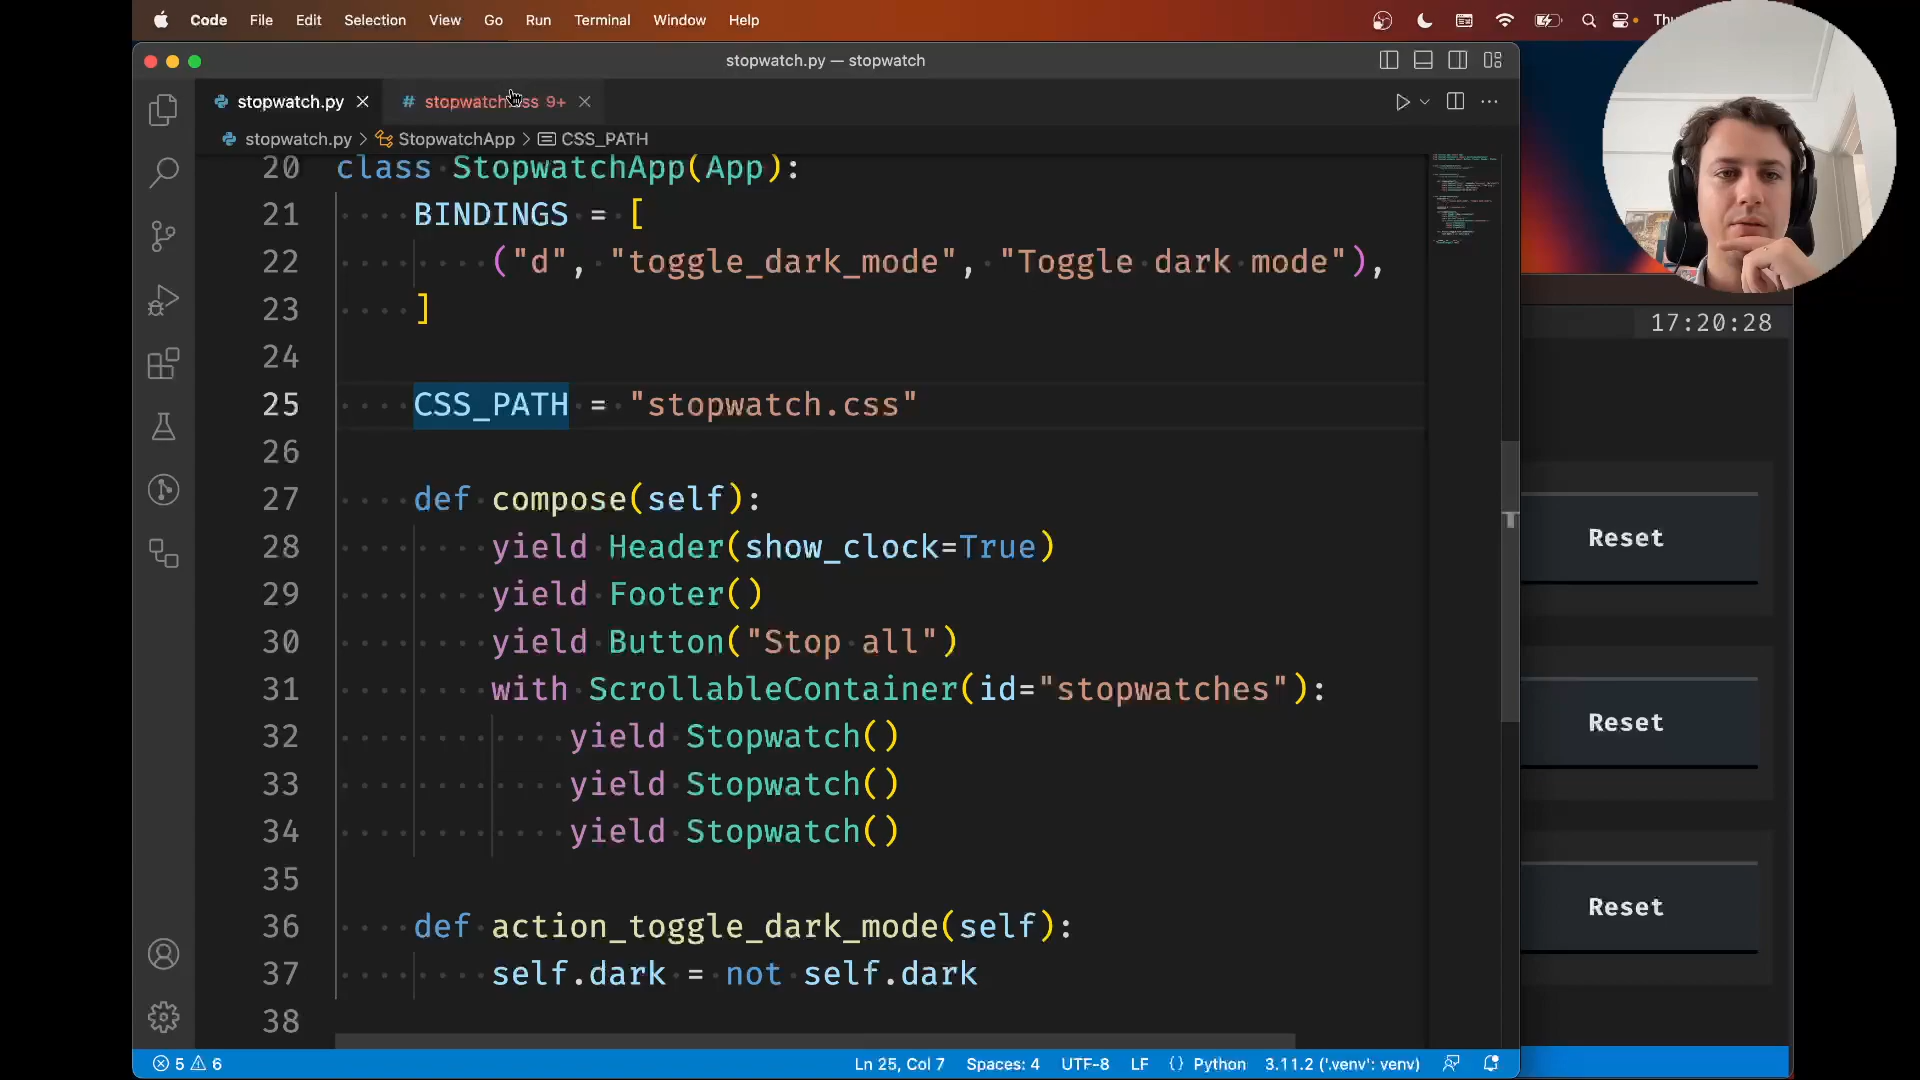 Code File Edit Selection View Go Run Terminal Window Help
stopwatch.py — stopwatch
stopwatch.py
# 9+
stopwatch.py > StopwatchApp > CSS_PATH
20 class StopwatchApp(App):
21 BINDINGS = [
22 ("d", "toggle_dark_mode", "Toggle dark mode"),
23 ]
24
25 CSS_PATH = "stopwatch.css"
26
27 def compose(self):
28 yield Header(show_clock=True)
29 yield Footer()
30 yield Button("Stop all")
31 with ScrollableContainer(id="stopwatches"):
32 yield Stopwatch()
33 yield Stopwatch()
34 yield Stopwatch()
35
36 def action_toggle_dark_mode(self):
37 self.dark = not self.dark
38
17:20:28
Reset
Reset
Reset
5 6 Ln 25, Col 7 Spaces: 4 UTF-8 LF {} Python 3.11.2 ('.venv': venv)